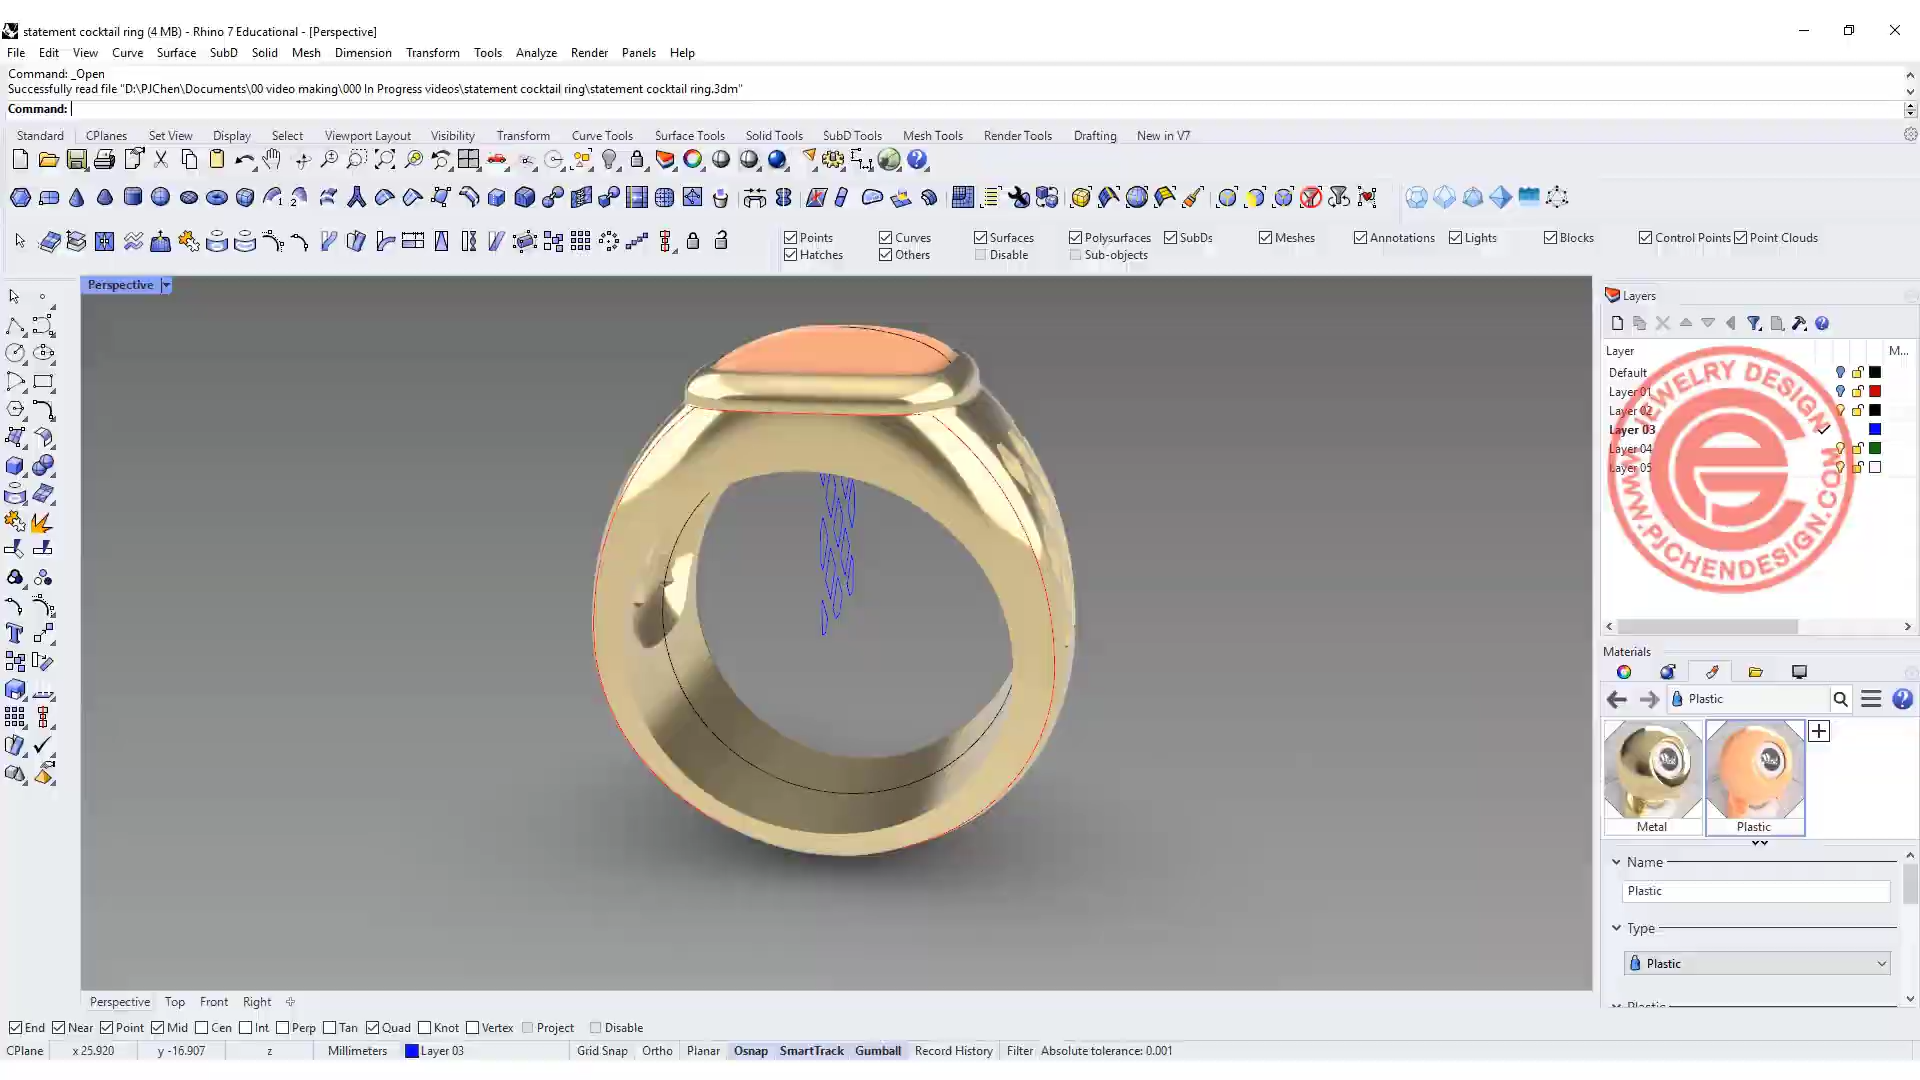 statement cocktail ring (4 MB) - Rhino 7 Educational - [Perspective]
File Edit View Curve Surface SubD Solid Mesh Dimension Transform Tools Analyze Render Panels Help
Command: _Open
Successfully read file "D:\PJChen\Documents\00 video making\000 In Progress videos\statement cocktail ring\statement cocktail ring.3dm"
Command:
Standard CPlanes Set View Display Select Viewport Layout Visibility Transform Curve Tools Surface Tools Solid Tools SubD Tools Mesh Tools Render Tools Drafting New in V7
Points Curves Surfaces Polysurfaces SubDs Meshes Annotations Lights Blocks Control Points Point Clouds
Hatches Others Disable Sub-objects
Perspective
Layers
Layer M...
Default
Layer 01
Layer 02
Layer 03
Layer 04
Layer 05
JEWELRY DESIGN
WWW.PJCHENDESIGN.COM
Materials
Plastic
Metal Plastic
Name
Plastic
Type
Plastic
Perspective Top Front Right
End Near Point Mid Cen Int Perp Tan Quad Knot Vertex Project Disable
CPlane x 25.920 y -16.907 z Millimeters Layer 03 Grid Snap Ortho Planar Osnap SmartTrack Gumball Record History Filter Absolute tolerance: 0.001